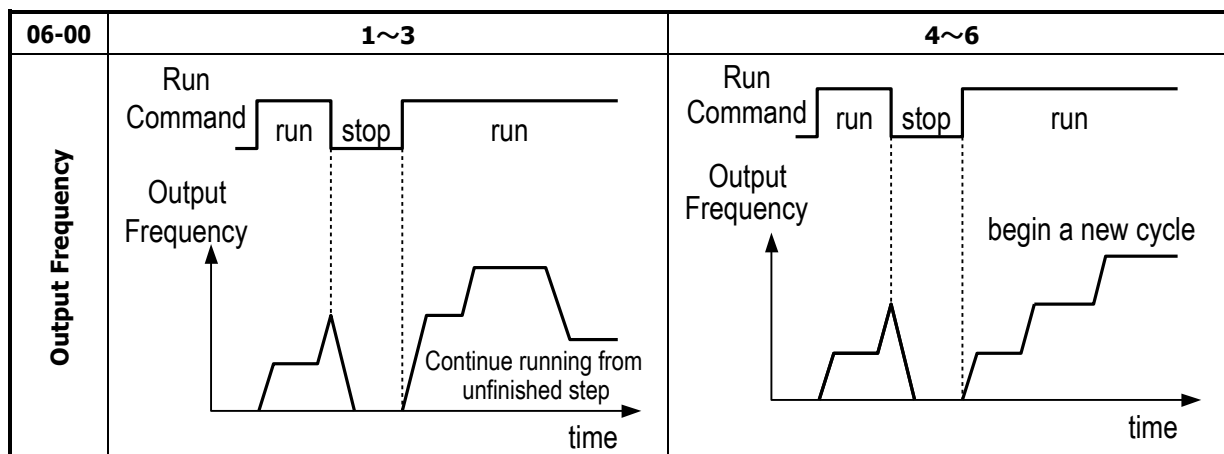 06-00
1～3
4～6
Output Frequency
Run
Command
run
stop
run
Output
Frequency
Continue running from
unfinished step
time
Run
Command
run
stop
run
Output
Frequency
begin a new cycle
time